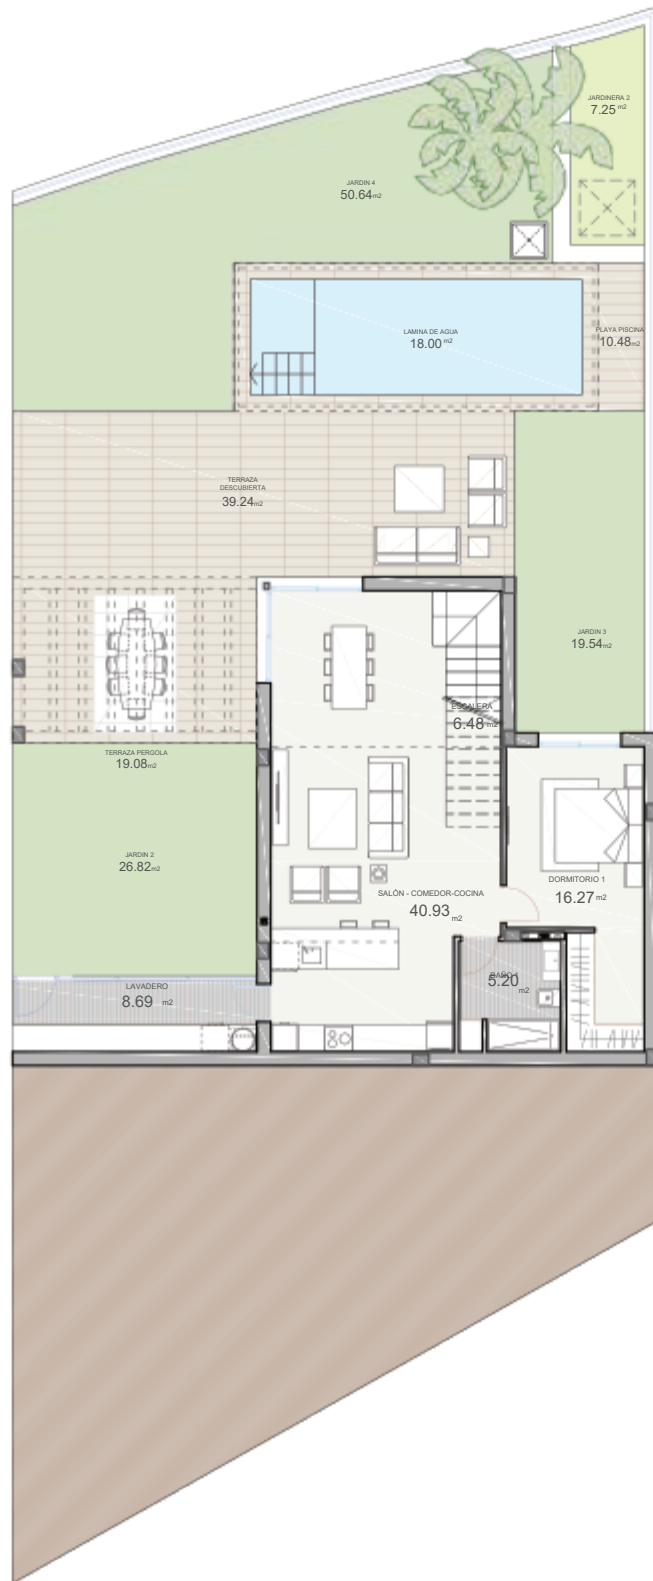 JARDINERA 2
7.25 m2
JARDIN 4
50.64m2
LAMINA DE AGUA
18.00 m2
PLAYA PISCINA
10.48m2
TERRAZA
DESCUBIERTA
39.24m2
JARDIN 3
19.54m2
ESCALERA
6.48 m2
TERRAZA PERGOLA
19.08m2
JARDIN 2
26.82m2
DORMITORIO 1
16.27 m2
SALÓN - COMEDOR-COCINA
40.93 m2
BAÑO 1
5.20 m2
LAVADERO
8.69 m2